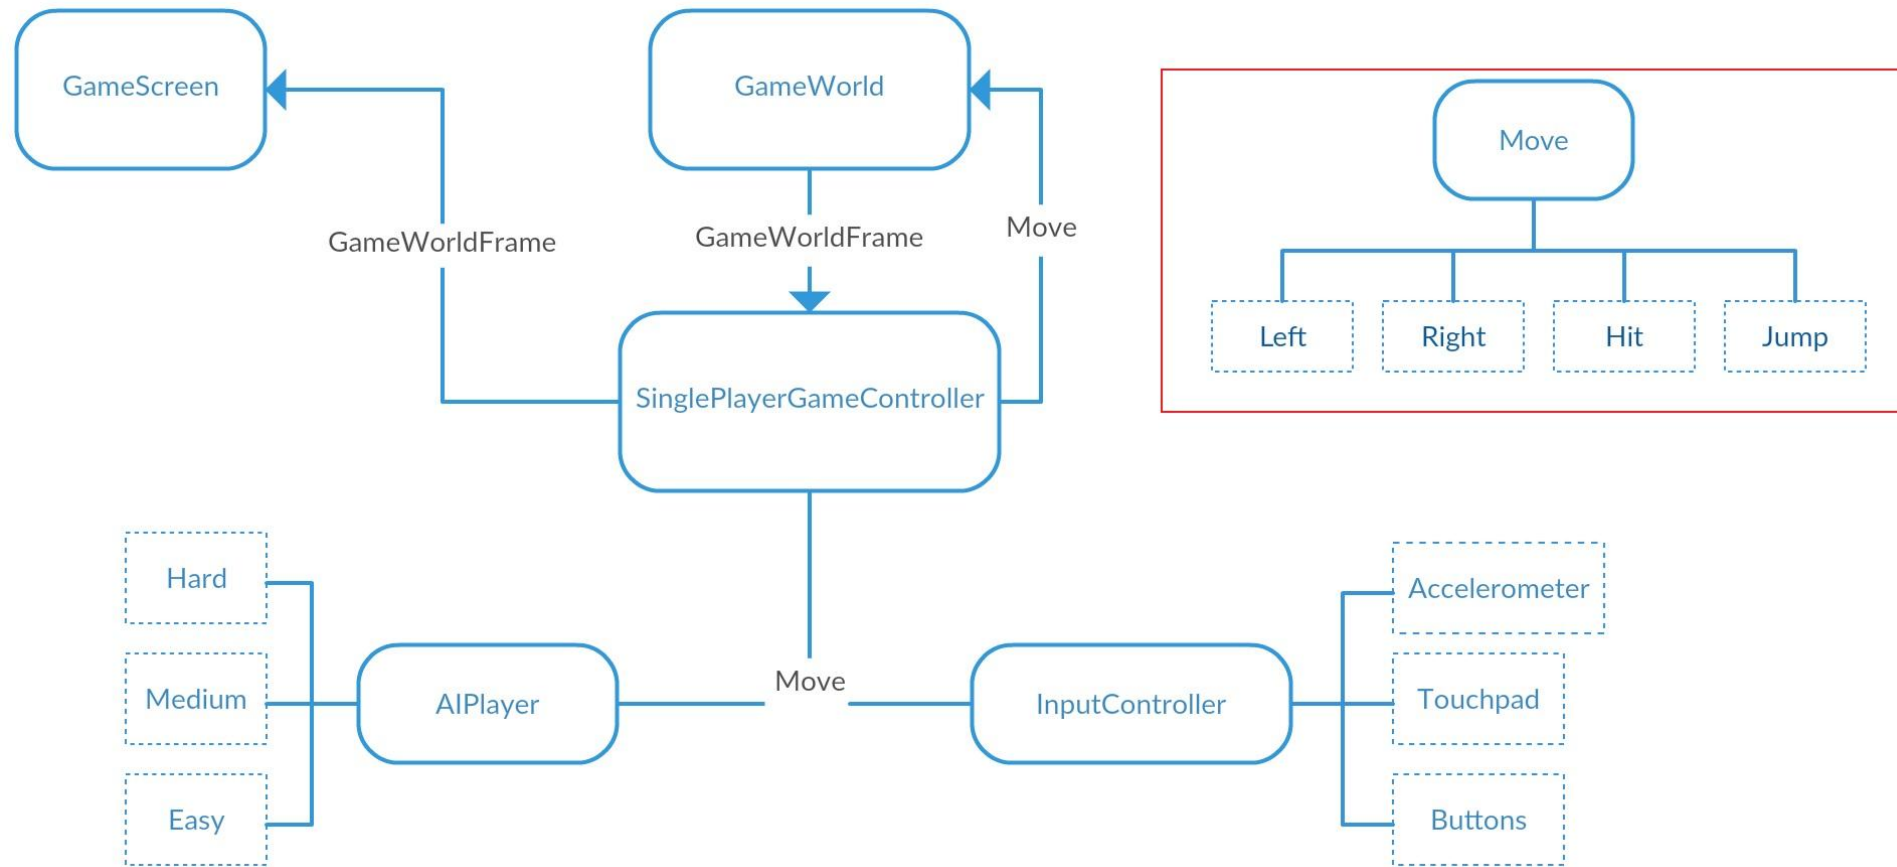 GameScreen
GameWorld
Move
GameWorldFrame
GameWorldFrame
Move
Left
Right
Hit
Jump
SinglePlayerGameController
Hard
Medium
Easy
AIPlayer
Move
InputController
Accelerometer
Touchpad
Buttons